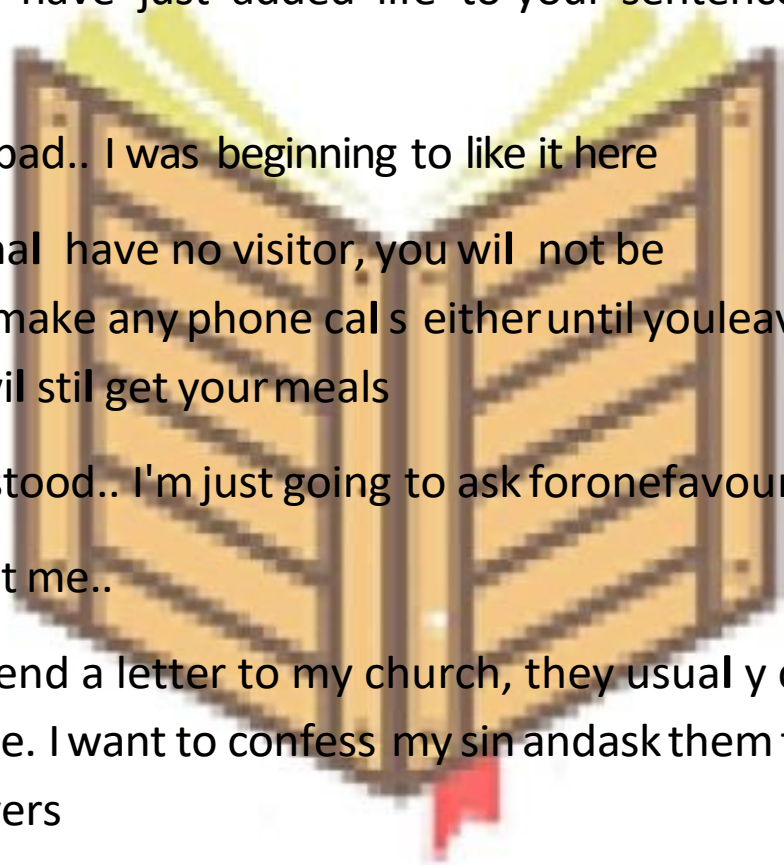 have just added life to your sentence
bad.. I was beginning to like it here
hal have no visitor, you wil not be
make any phone cal s either until youleav
vil stil get your meals
stood.. I'm just going to ask foronefavour
t me..
end a letter to my church, they usual y
e. I want to confess my sin andask them
ers